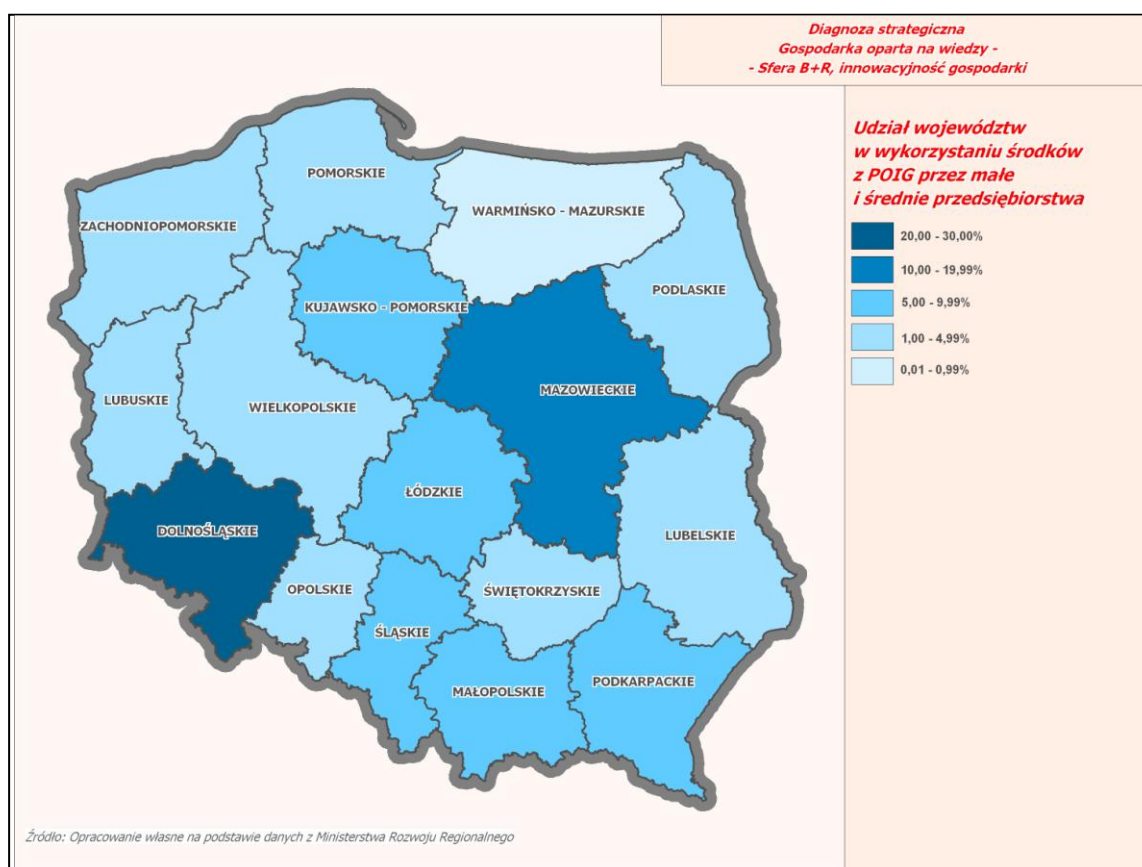 Diagnoza strategiczna
Gospodarka oparta na wiedzy -
- Sfera B+R, innowacyjność gospodarki
Udział województw
w wykorzystaniu środków
z POIG przez małe
i średnie przedsiębiorstwa
20,00 - 30,00%
10,00 - 19,99%
5,00 - 9,99%
1,00 - 4,99%
0,01 - 0,99%
POMORSKIE
WARMIŃSKO - MAZURSKIE
ZACHODNIOPOMORSKIE
PODLASKIE
KUJAWSKO - POMORSKIE
MAZOWIECKIE
LUBUSKIE
WIELKOPOLSKIE
ŁÓDZKIE
DOLNOŚLĄSKIE
LUBELSKIE
OPOLSKIE
ŚWIĘTOKRZYSKIE
ŚLĄSKIE
PODKARPACKIE
MAŁOPOLSKIE
Źródło: Opracowanie własne na podstawie danych z Ministerstwa Rozwoju Regionalnego